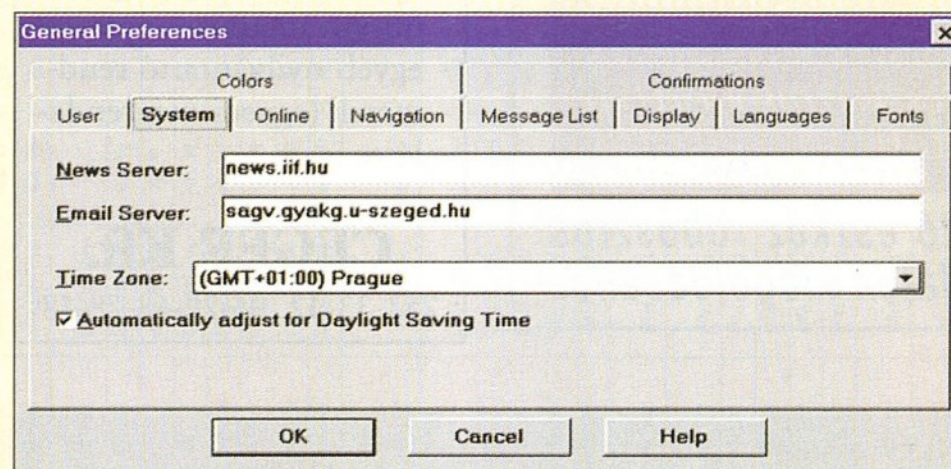 General Preferences
Colors Confirmations
User System Online Navigation Message List Display Languages Fonts
News Server: news.iif.hu
Email Server: sagv.gyakg.u-szeged.hu
Time Zone: (GMT+01:00) Prague
Automatically adjust for Daylight Saving Time
OK Cancel Help